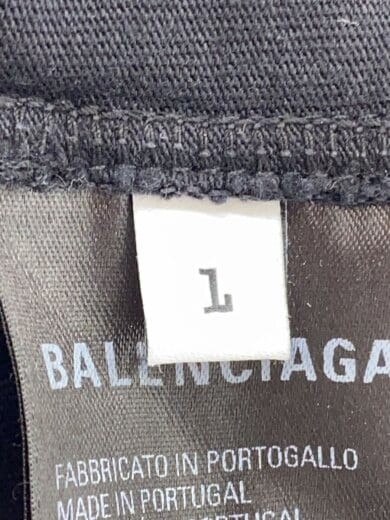 L
BALENCIAGA
FABBRICATO IN PORTOGALLO
MADE IN PORTUGAL